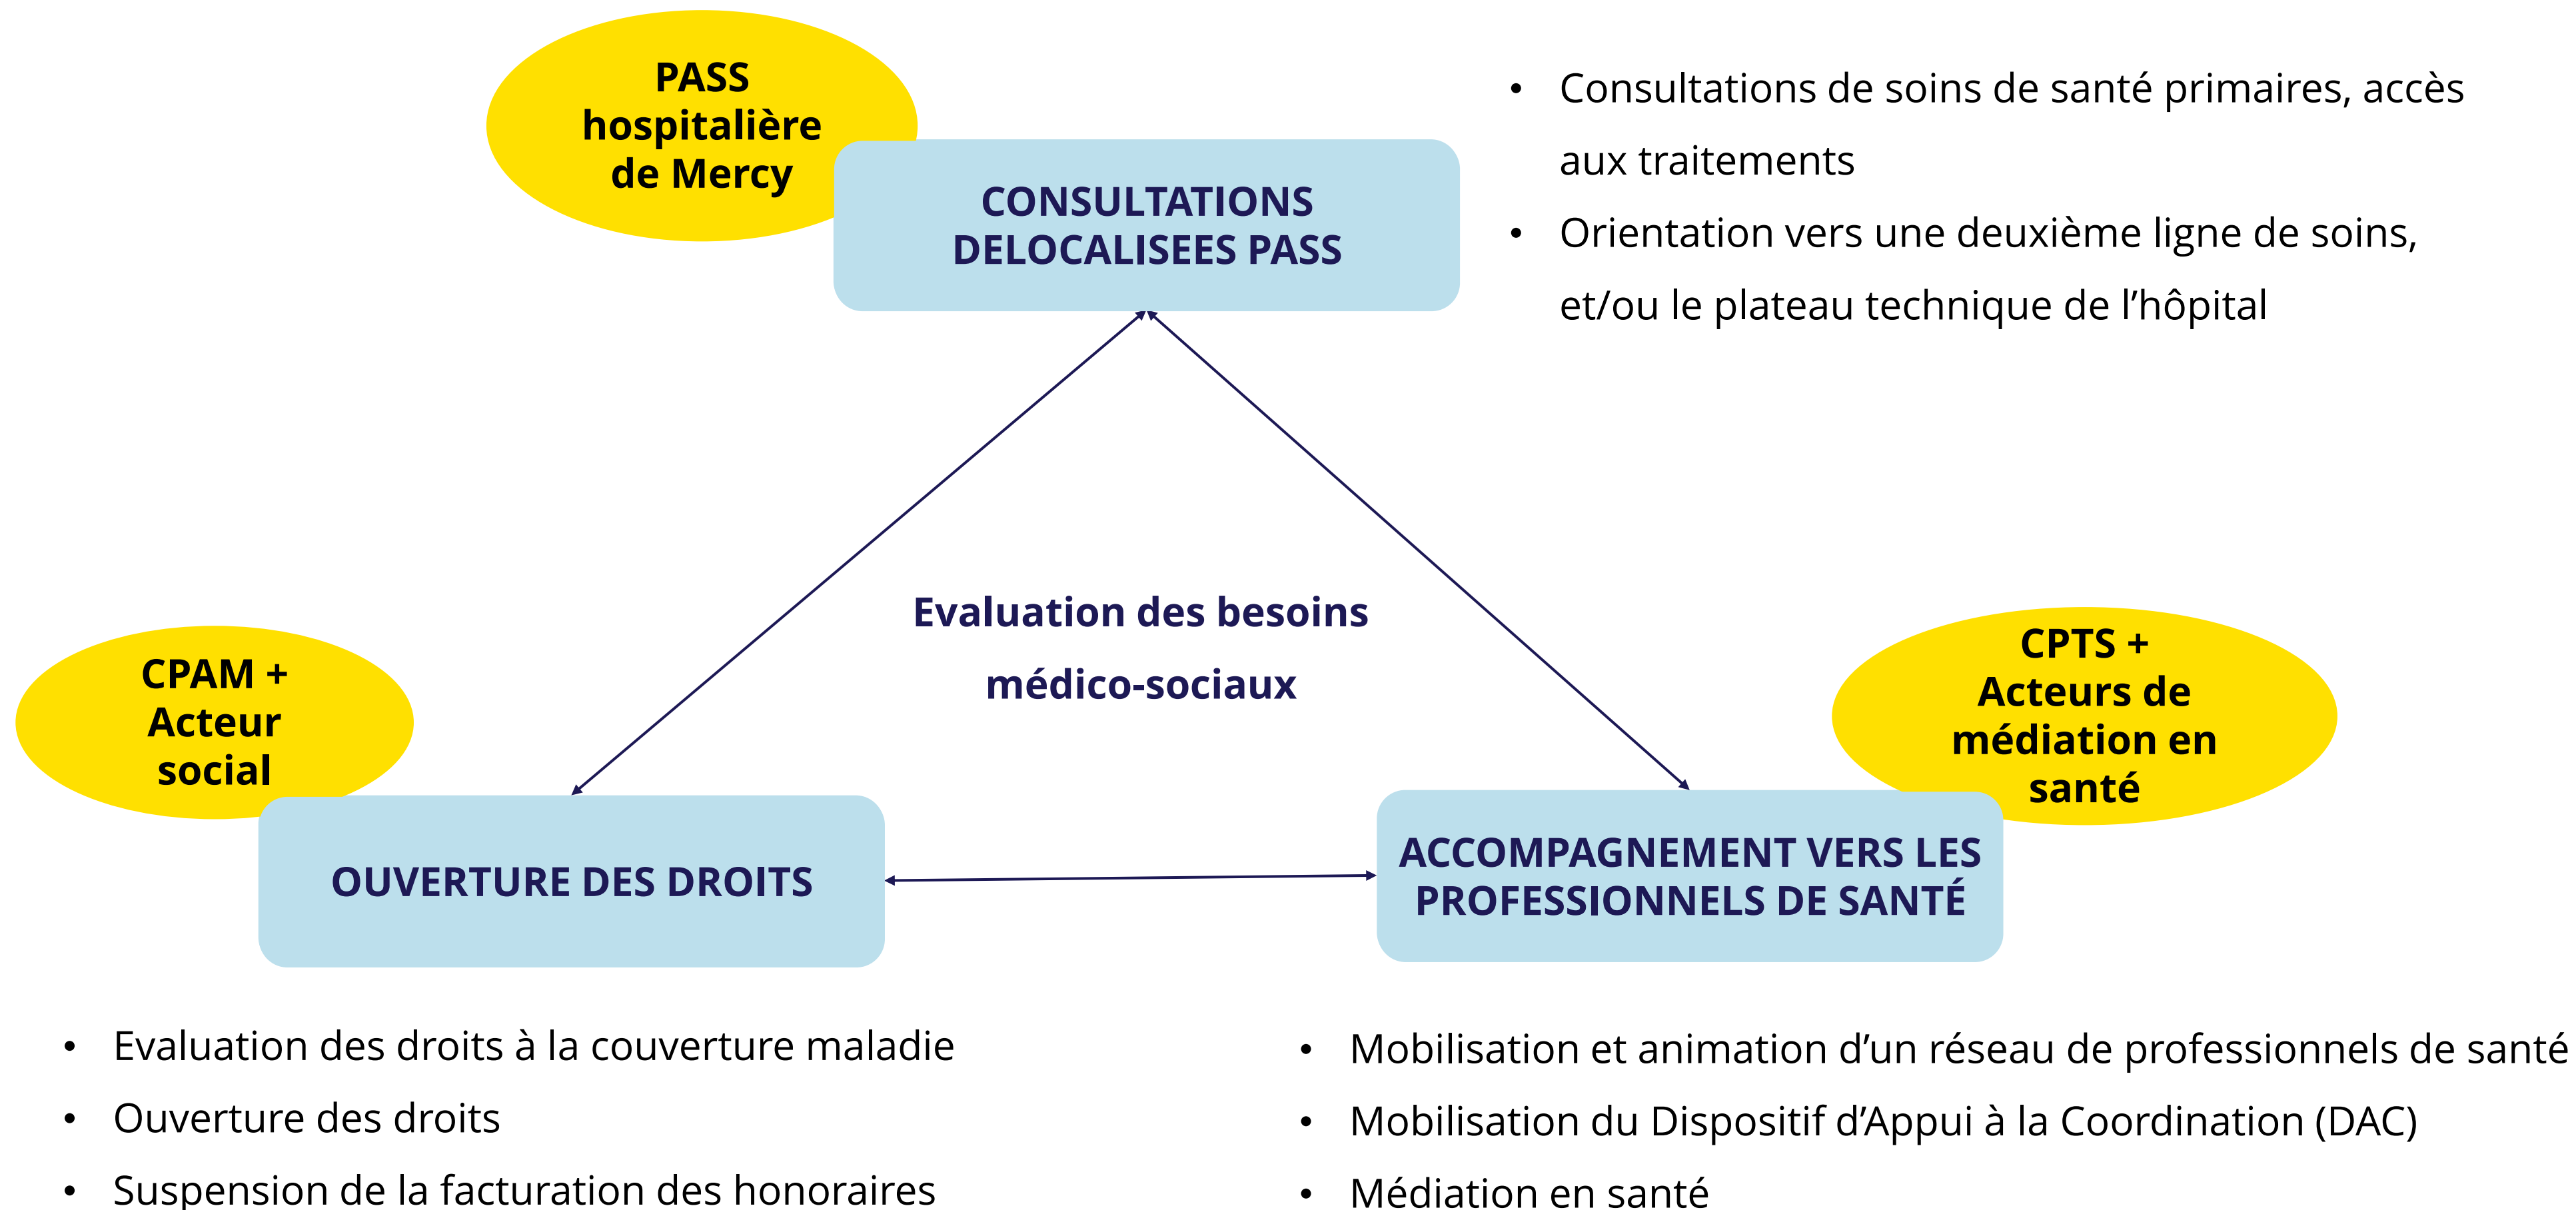 PASS
hospitalière
de Mercy
CONSULTATIONS
DELOCALISEES PASS
• Consultations de soins de santé primaires, accès
aux traitements
• Orientation vers une deuxième ligne de soins,
et/ou le plateau technique de l’hôpital
Evaluation des besoins
médico-sociaux
CPAM +
Acteur
social
OUVERTURE DES DROITS
CPTS +
Acteurs de
médiation en
santé
ACCOMPAGNEMENT VERS LES
PROFESSIONNELS DE SANTÉ
• Evaluation des droits à la couverture maladie
• Ouverture des droits
• Suspension de la facturation des honoraires
• Mobilisation et animation d’un réseau de professionnels de santé
• Mobilisation du Dispositif d’Appui à la Coordination (DAC)
• Médiation en santé